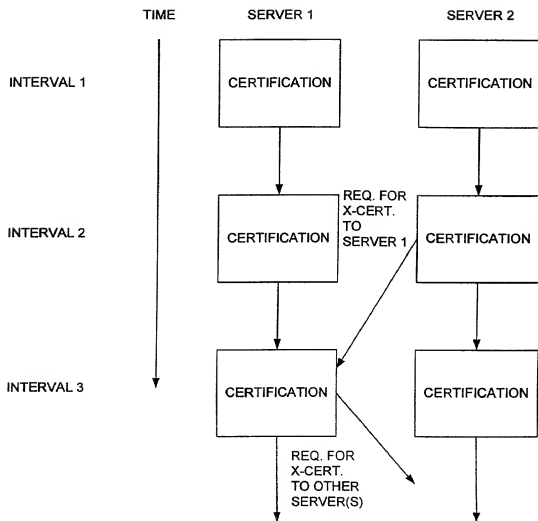 TIME
SERVER 1
SERVER 2
INTERVAL 1
CERTIFICATION
CERTIFICATION
REQ. FOR
X-CERT.
TO
SERVER 1
INTERVAL 2
CERTIFICATION
CERTIFICATION
INTERVAL 3
CERTIFICATION
CERTIFICATION
REQ. FOR
X-CERT.
TO OTHER
SERVER(S)